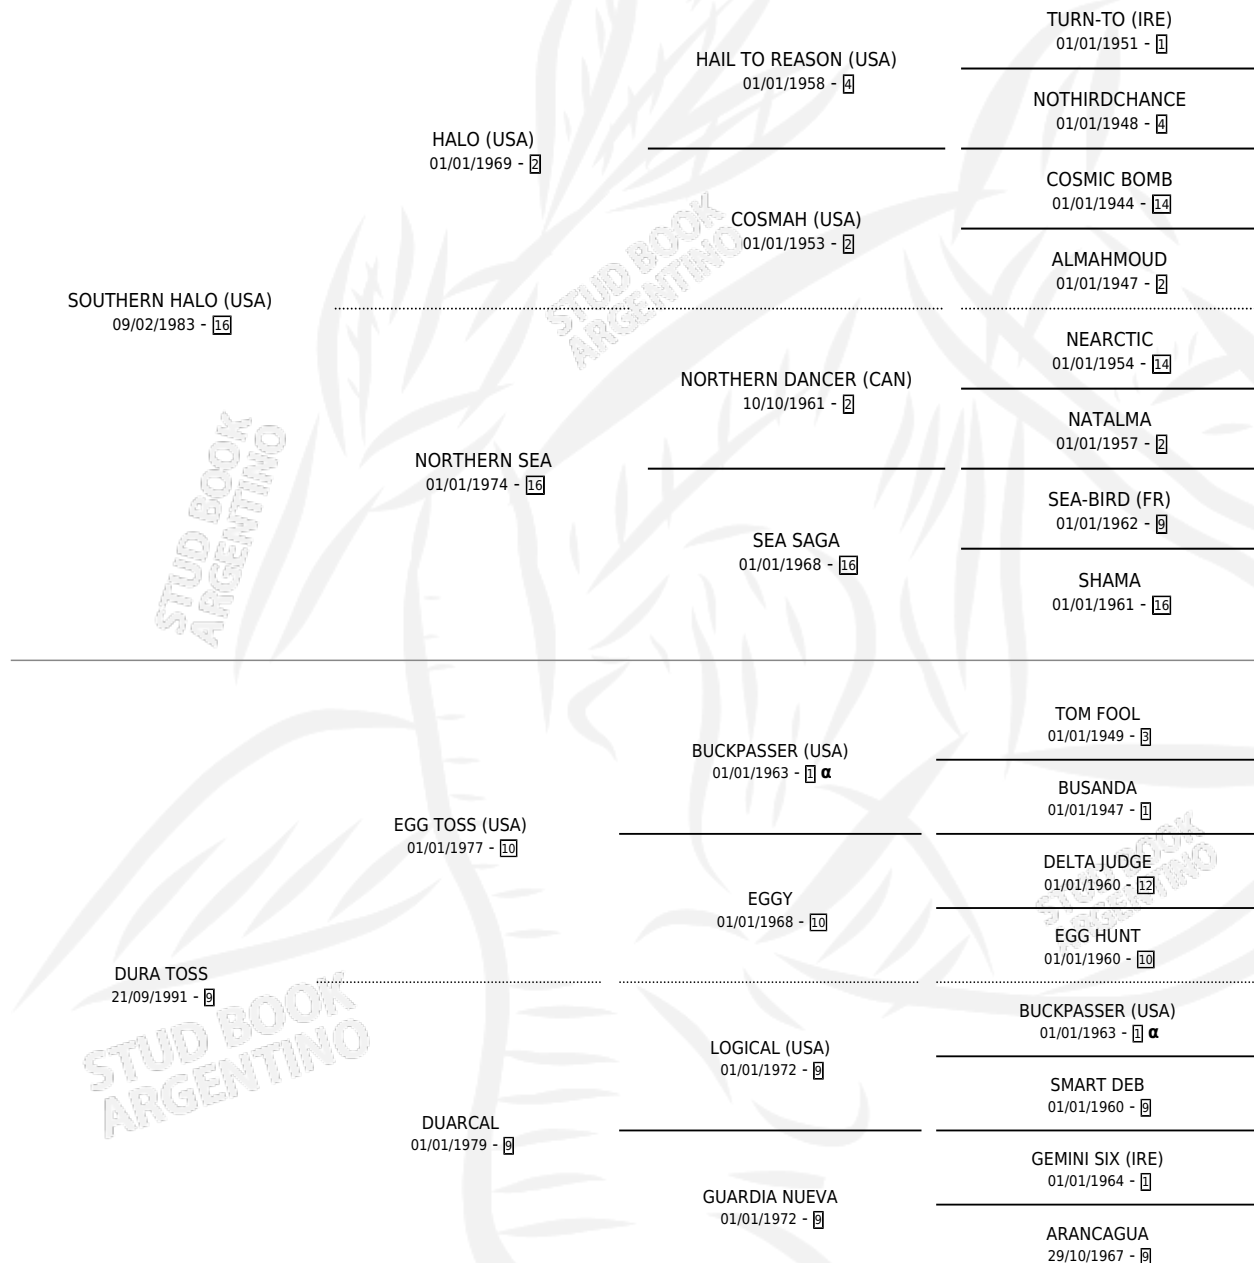 TURN-TO (IRE)
01/01/1951 - 1
HAIL TO REASON (USA)
01/01/1958 - 4
NOTHIRDCHANCE
01/01/1948 - 4
HALO (USA)
01/01/1969 - 2
COSMIC BOMB
01/01/1944 - 14
COSMAH (USA)
01/01/1953 - 2
ALMAHMOUD
01/01/1947 - 2
SOUTHERN HALO (USA)
09/02/1983 - 16
NEARCTIC
01/01/1954 - 14
NORTHERN DANCER (CAN)
10/10/1961 - 2
NATALMA
01/01/1957 - 2
NORTHERN SEA
01/01/1974 - 16
SEA-BIRD (FR)
01/01/1962 - 9
SEA SAGA
01/01/1968 - 16
SHAMA
01/01/1961 - 16
TOM FOOL
01/01/1949 - 3
BUCKPASSER (USA)
01/01/1963 - 1 α
BUSANDA
01/01/1947 - 1
EGG TOSS (USA)
01/01/1977 - 10
DELTA JUDGE
01/01/1960 - 12
EGGY
01/01/1968 - 10
EGG HUNT
01/01/1960 - 10
DURA TOSS
21/09/1991 - 9
BUCKPASSER (USA)
01/01/1963 - 1 α
LOGICAL (USA)
01/01/1972 - 9
SMART DEB
01/01/1960 - 9
DUARCAL
01/01/1979 - 9
GEMINI SIX (IRE)
01/01/1964 - 1
GUARDIA NUEVA
01/01/1972 - 9
ARANCAGUA
29/10/1967 - 9
STUD BOOK
ARGENTINO
STUD BOOK
ARGENTINO
STUD BOOK
ARGENTINO
STUD BOOK
ARGENTINO